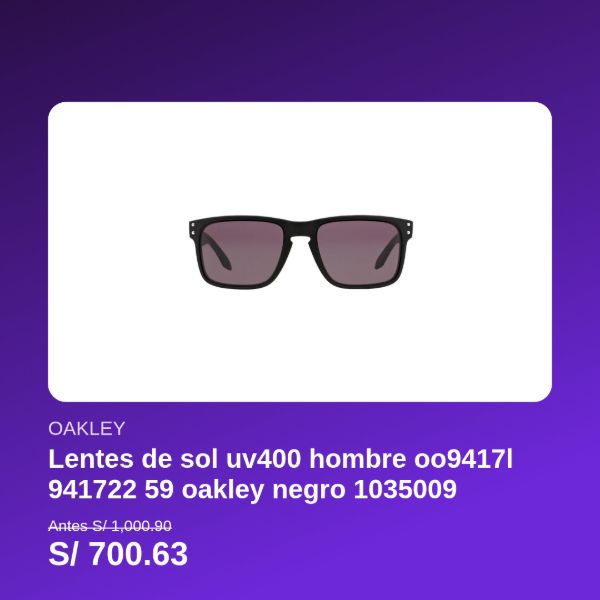 OAKLEY
Lentes de sol uv400 hombre oo9417l
941722 59 oakley negro 1035009
Antes S/ 1,000.90
S/ 700.63